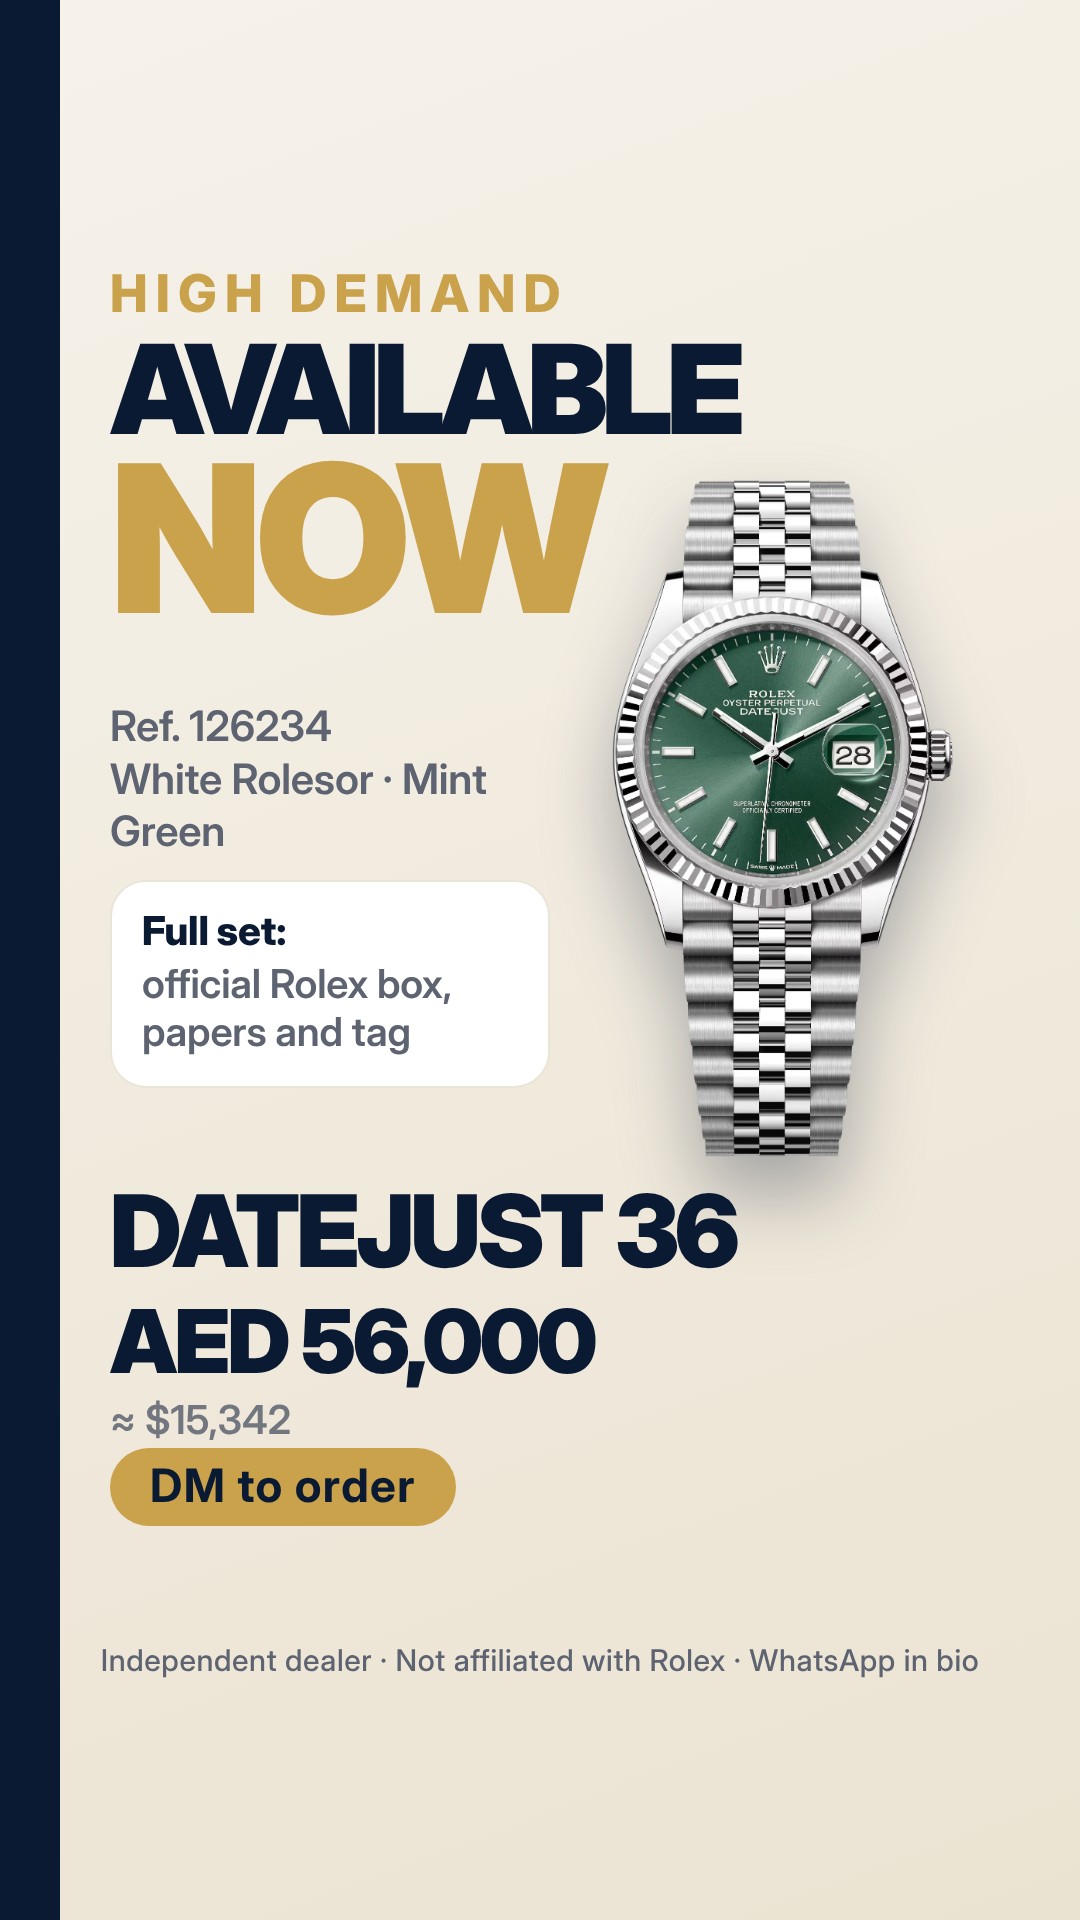 HIGH DEMAND
AVAILABLE
NOW
ROLEX
OYSTER PERPETUAL
DATEJUST
28
SUPERLATIVE CHRONOMETER
OFFICIALLY CERTIFIED
SWISS MADE
Ref. 126234
White Rolesor · Mint
Green
Full set:
official Rolex box,
papers and tag
DATEJUST 36
AED 56,000
≈ $15,342
DM to order
Independent dealer · Not affiliated with Rolex · WhatsApp in bio